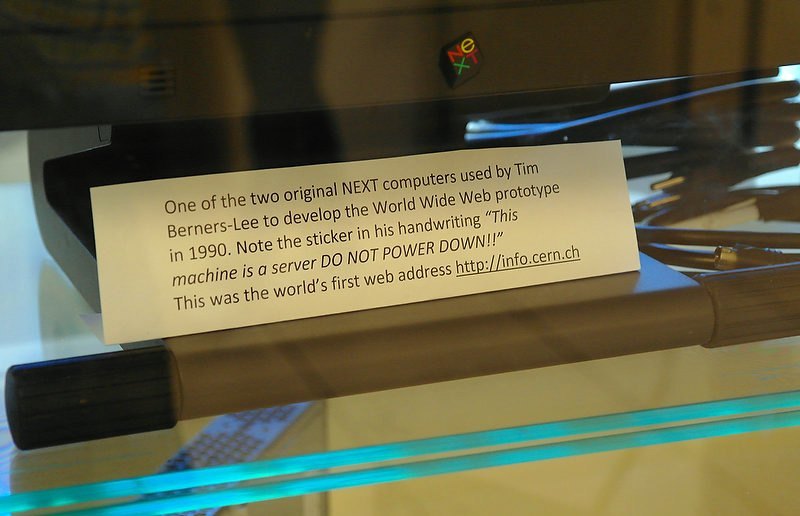 NeXT
One of the two original NEXT computers used by Tim
Berners-Lee to develop the World Wide Web prototype
in 1990. Note the sticker in his handwriting “This
machine is a server DO NOT POWER DOWN!!”
This was the world’s first web address http://info.cern.ch